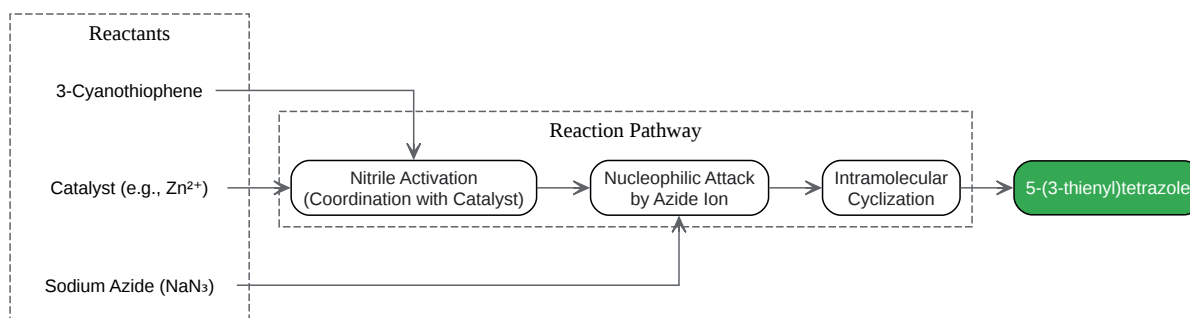 Reactants
3-Cyanothiophene
Reaction Pathway
Catalyst (e.g., Zn²⁺)
Nitrile Activation
(Coordination with Catalyst)
Nucleophilic Attack
by Azide Ion
Intramolecular
Cyclization
5-(3-thienyl)tetrazole
Sodium Azide (NaN₃)